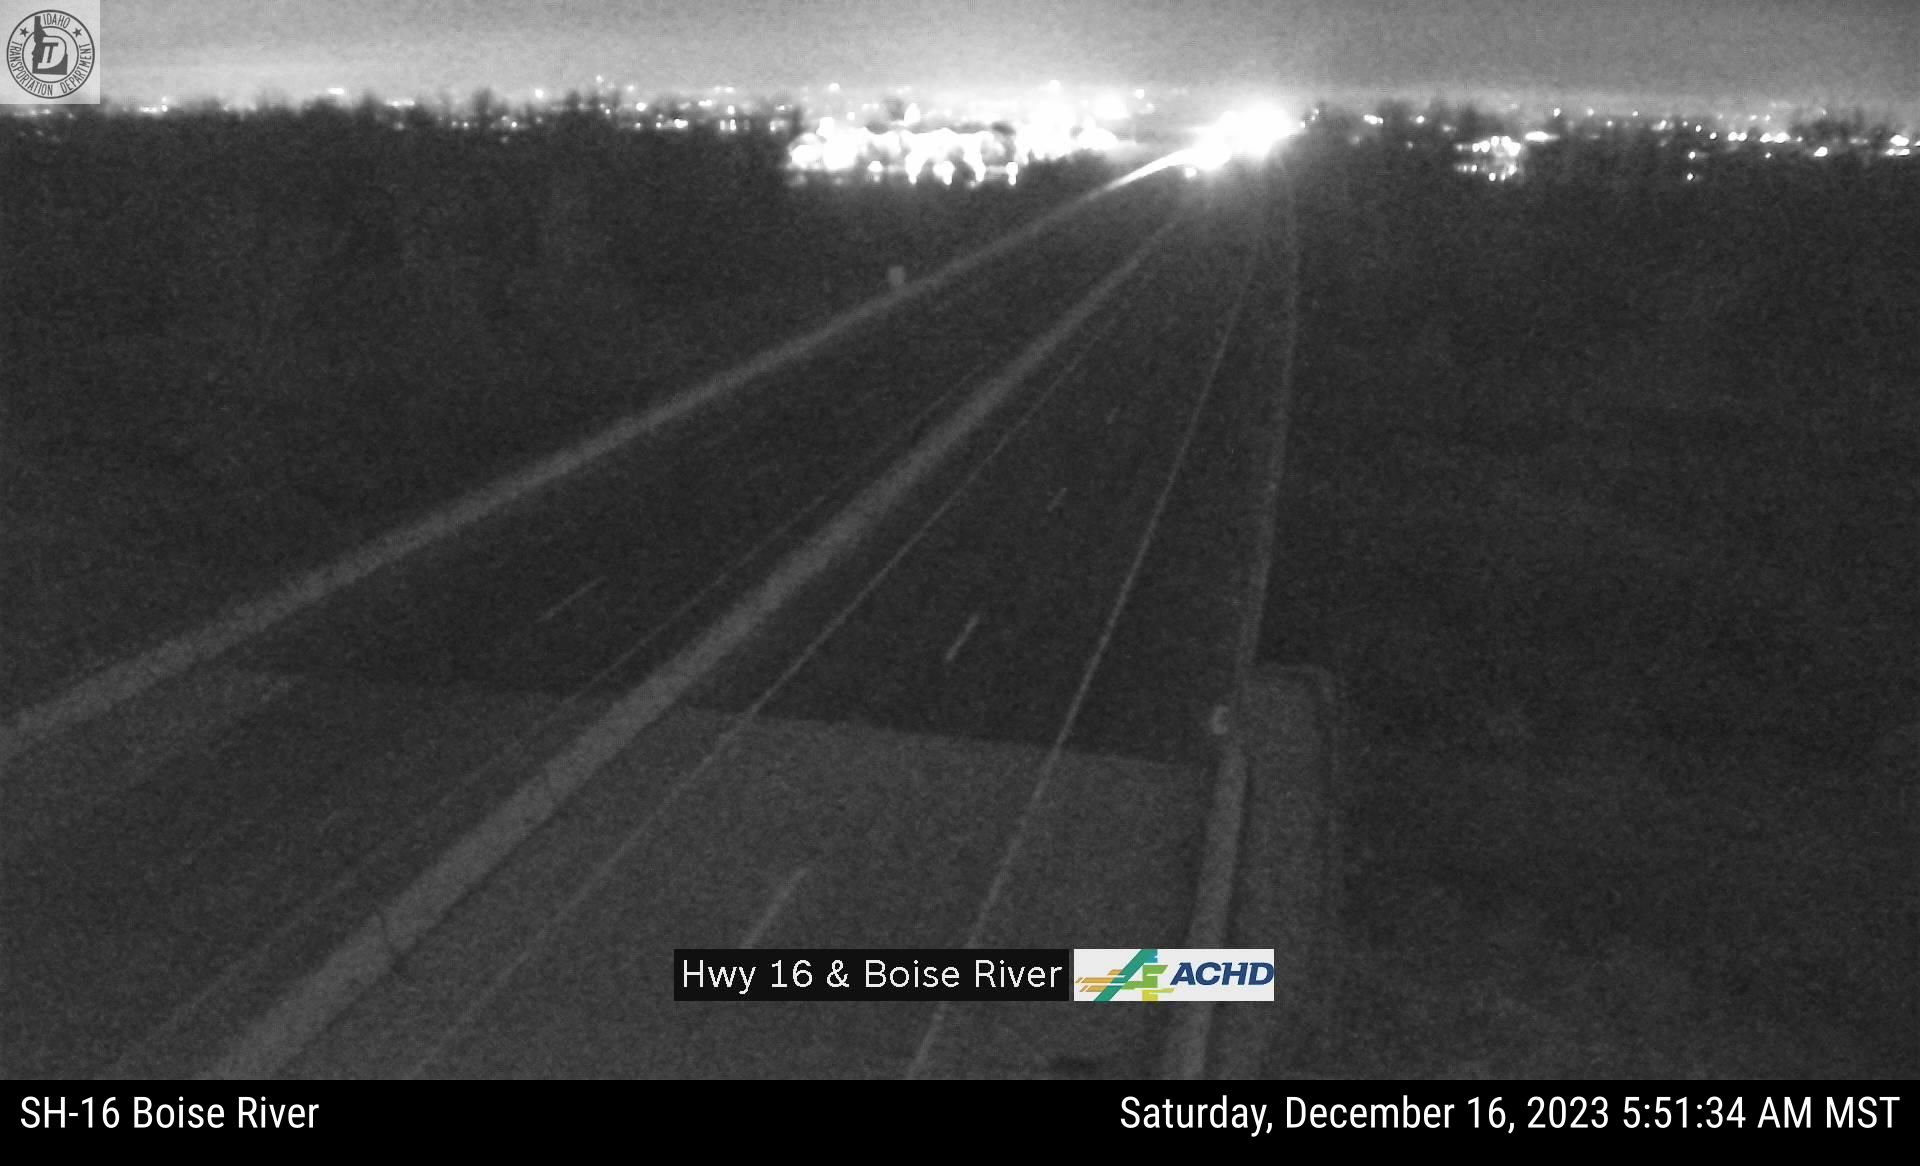 IDAHO
TRANSPORTATION DEPARTMENT
Hwy 16 & Boise River
ACHD
SH-16 Boise River
Saturday, December 16, 2023 5:51:34 AM MST